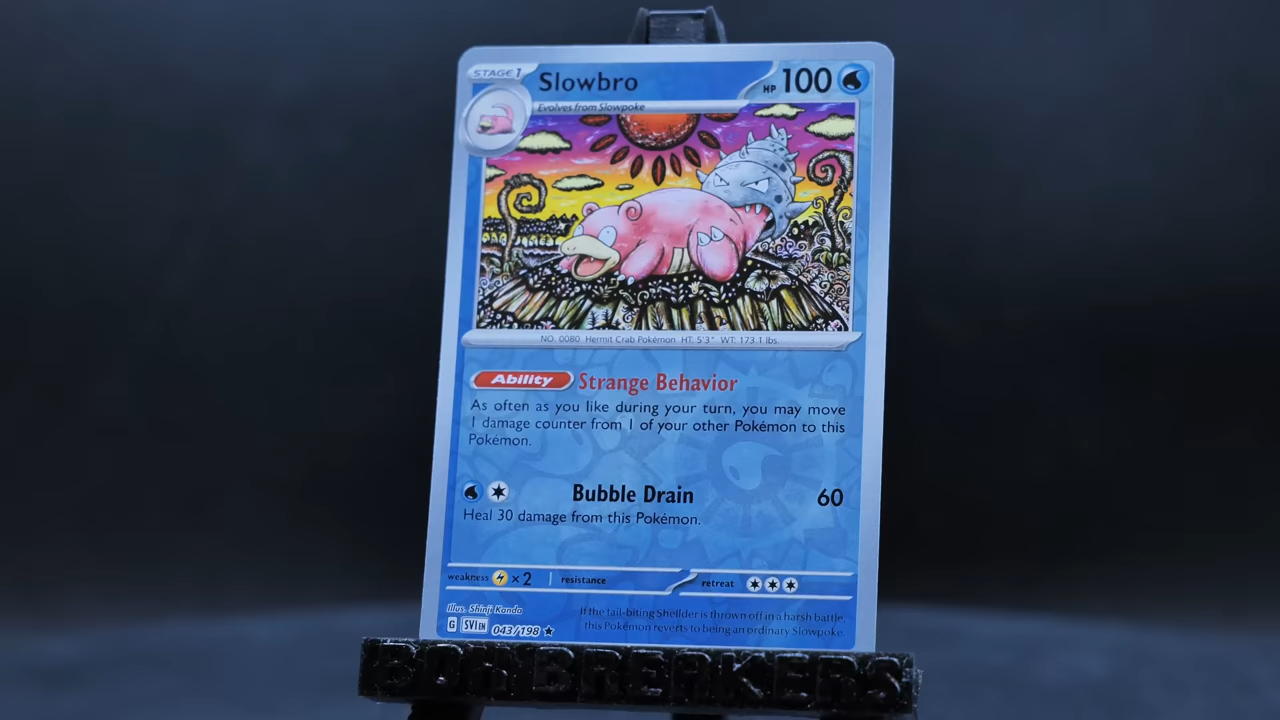 STAGE 1
Slowbro
HP 100
Evolves from Slowpoke
NO. 0080 Hermit Crab Pokémon HT: 5'3" WT: 173.1 lbs.
Ability Strange Behavior
As often as you like during your turn, you may move
1 damage counter from 1 of your other Pokémon to this
Pokémon.
Bubble Drain 60
Heal 30 damage from this Pokémon.
weakness ×2 resistance retreat
Illus. Shinji Kanda
If the tail-biting Shellder is thrown off in a harsh battle,
this Pokémon reverts to being an ordinary Slowpoke.
G SVI EN 043/198 ★
BOX BREAKERS